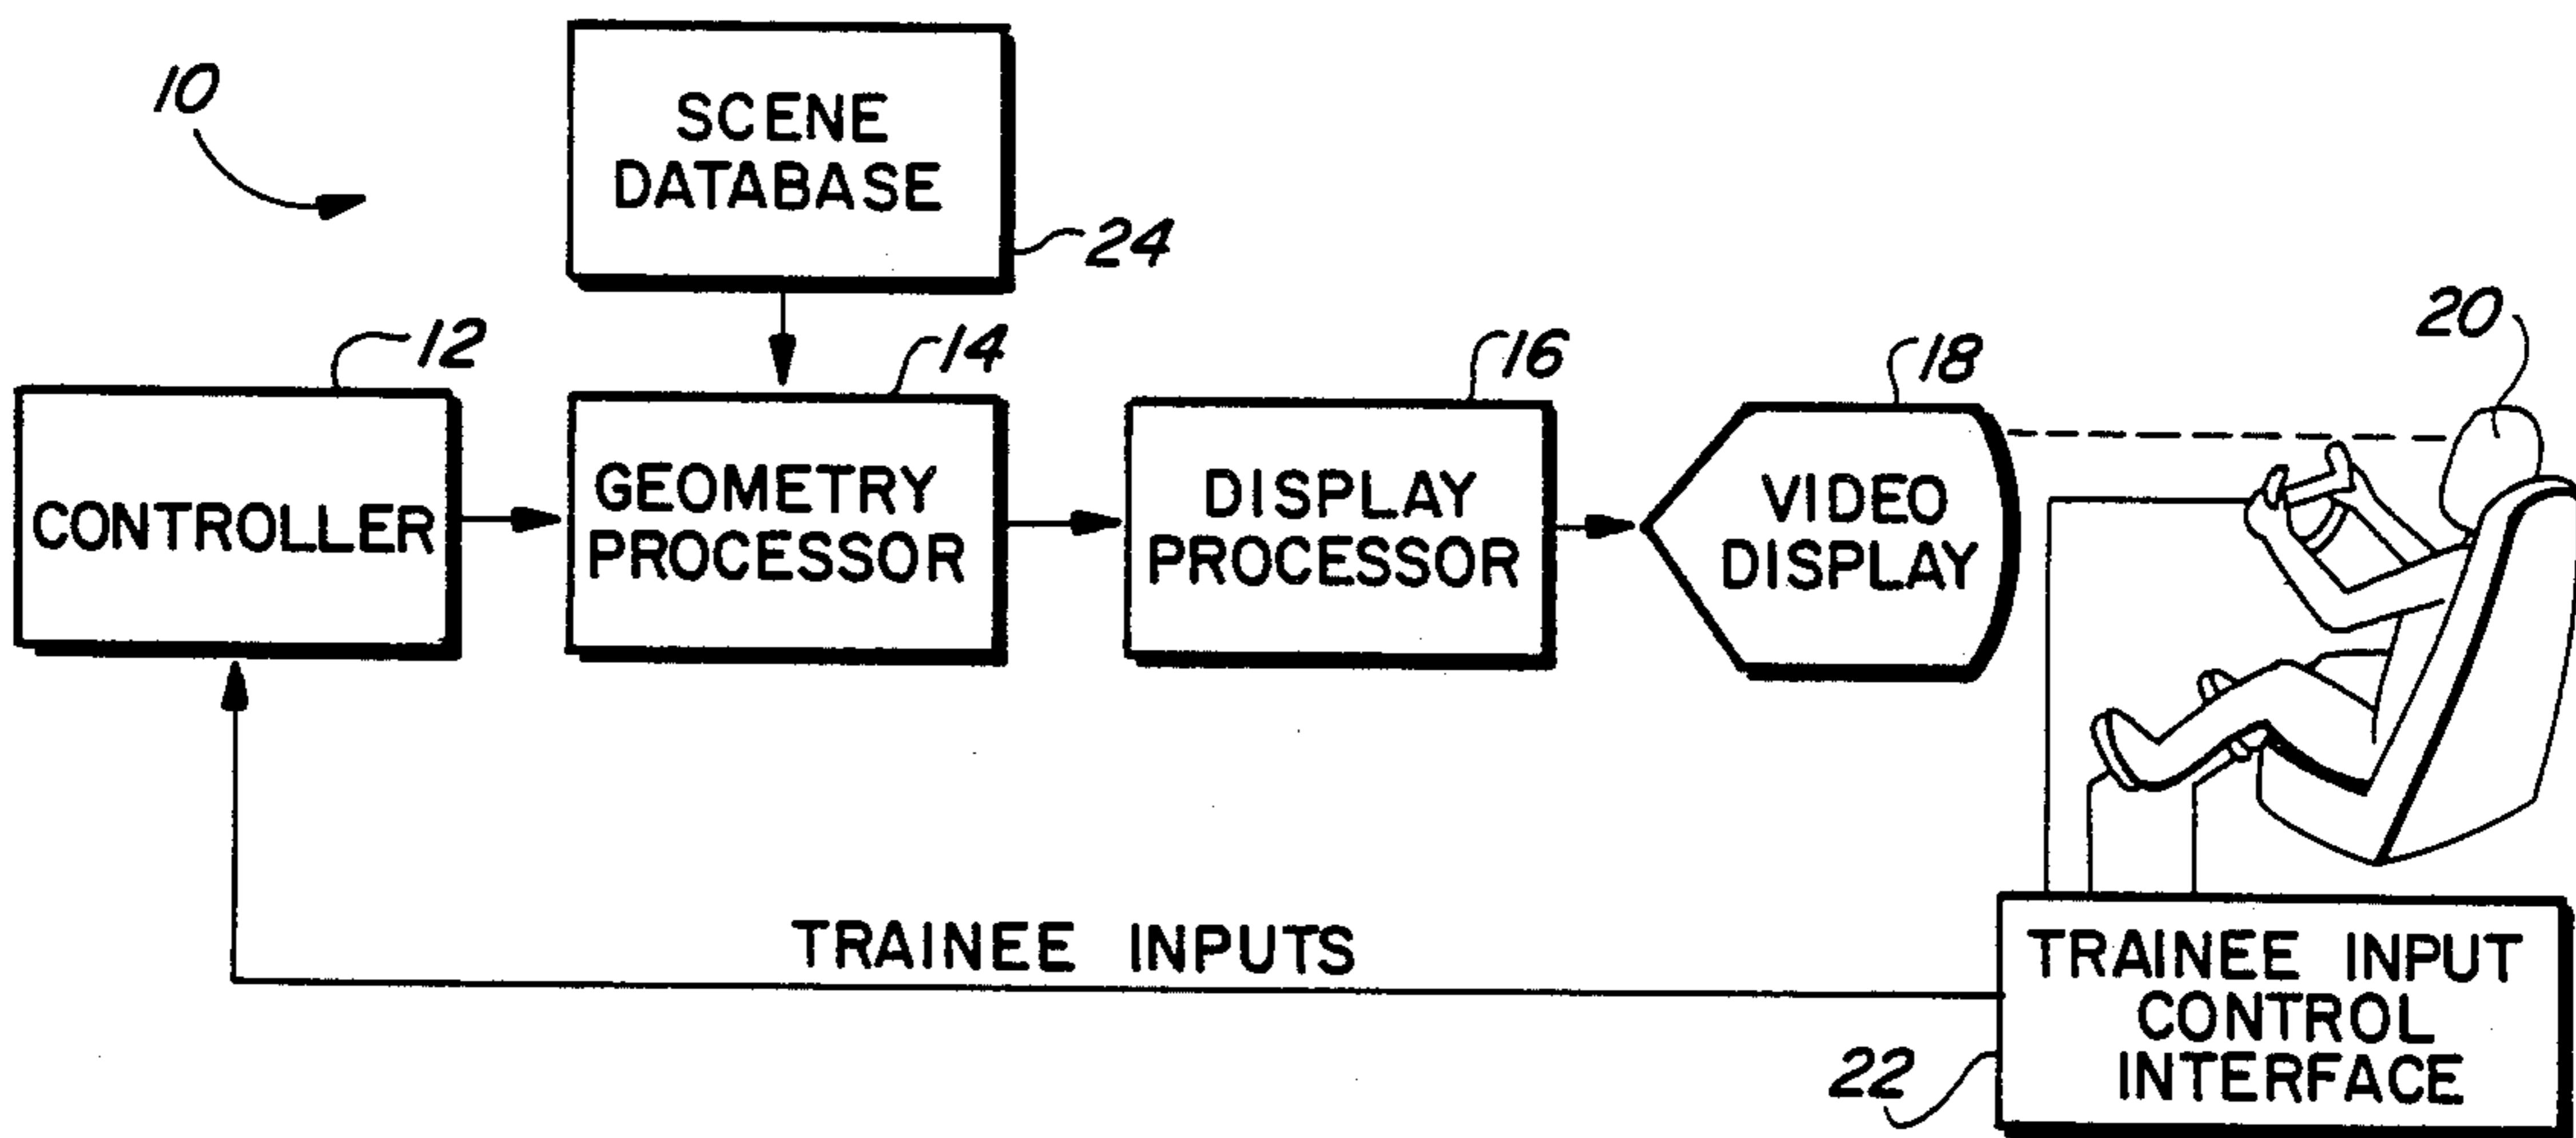 10
SCENE
DATABASE
24
12
14
16
18
20
CONTROLLER
GEOMETRY
PROCESSOR
DISPLAY
PROCESSOR
VIDEO
DISPLAY
TRAINEE INPUTS
TRAINEE INPUT
CONTROL
INTERFACE
22